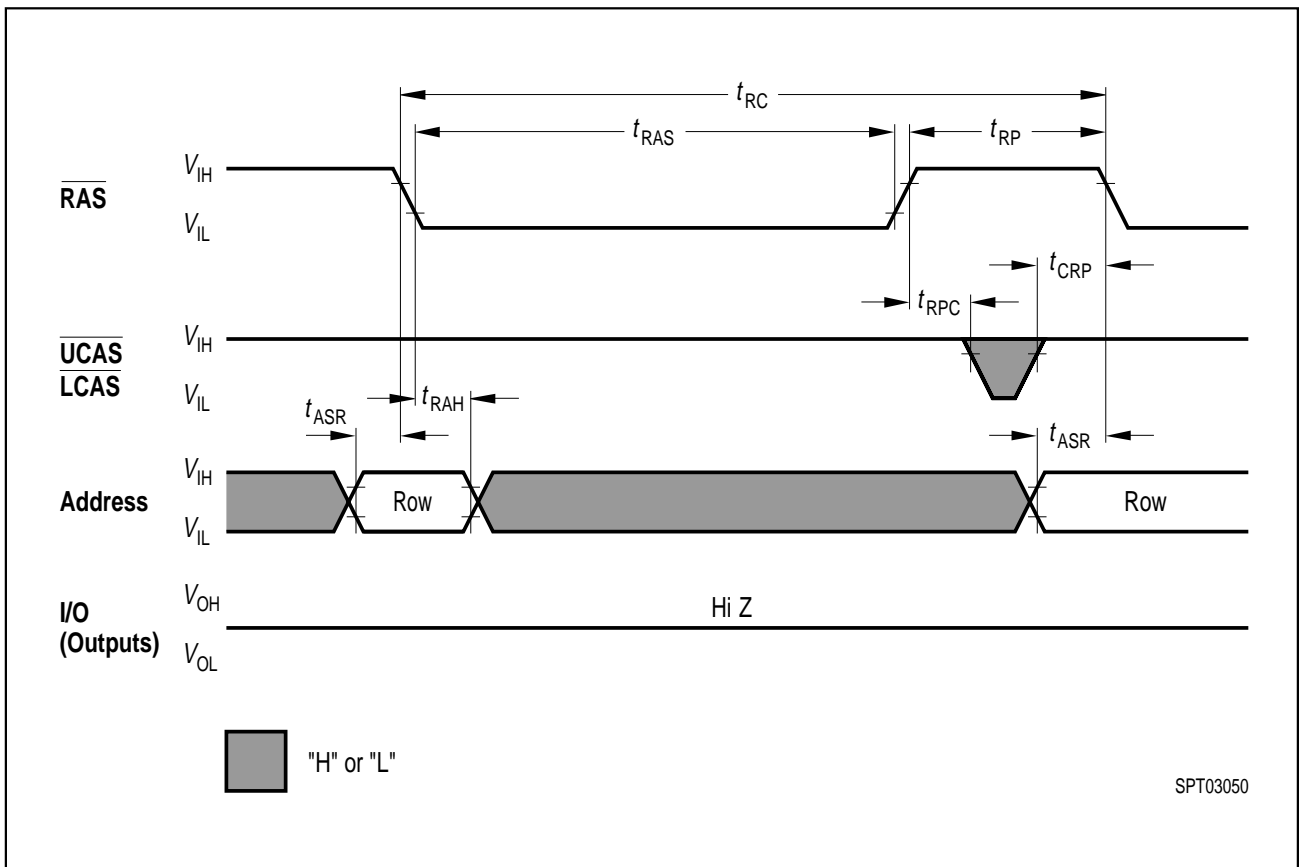 tRC
tRAS
tRP
RAS
VIH
VIL
tCRP
tRPC
UCAS
LCAS
VIH
VIL
tASR
tRAH
tASR
Address
VIH
VIL
Row
Row
I/O
(Outputs)
VOH
VOL
Hi Z
"H" or "L"
SPT03050